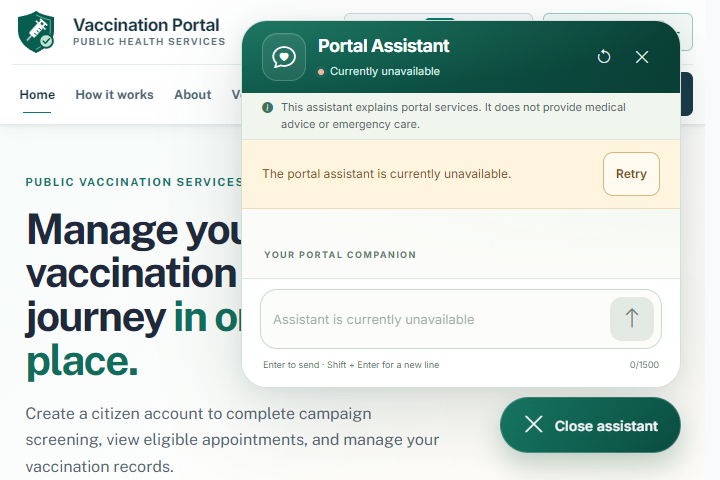 Vaccination Portal
PUBLIC HEALTH SERVICES
Home
How it works
About
Portal Assistant
Currently unavailable
This assistant explains portal services. It does not provide medical
advice or emergency care.
The portal assistant is currently unavailable.
Retry
YOUR PORTAL COMPANION
Assistant is currently unavailable
Enter to send · Shift + Enter for a new line
0/1500
Close assistant
PUBLIC VACCINATION SERVICES
Manage you
vaccination
journey in o
place.
Create a citizen account to complete campaign
screening, view eligible appointments, and manage your
vaccination records.